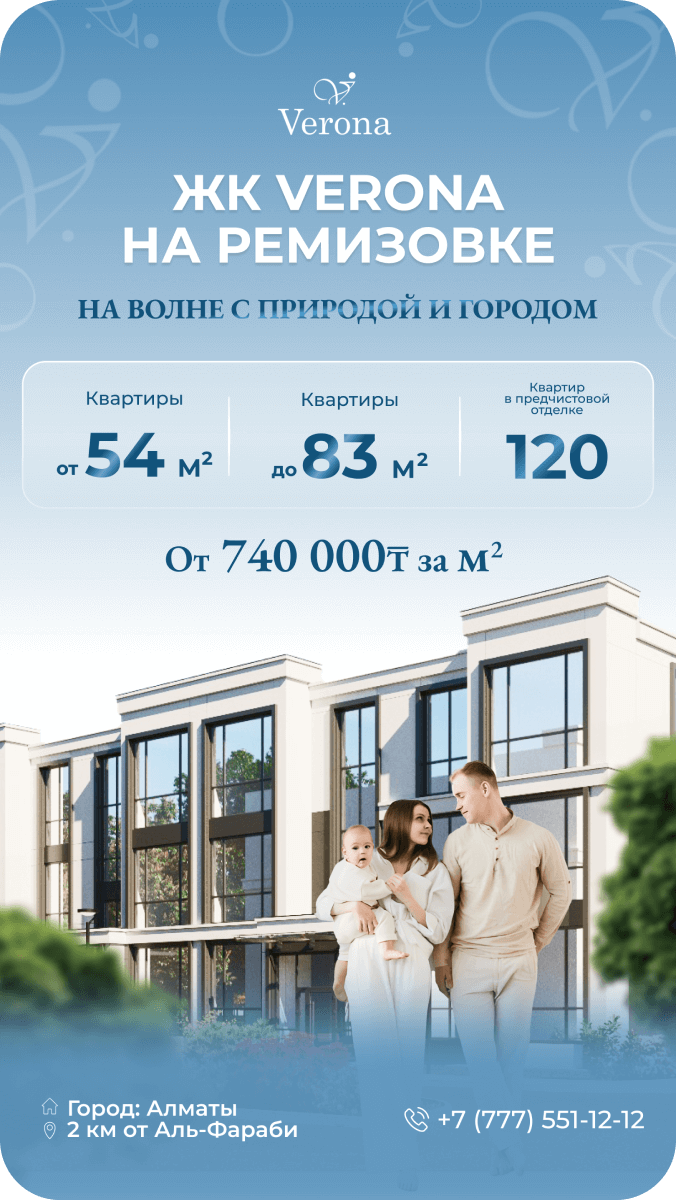 Verona
ЖК VERONA
НА РЕМИЗОВКЕ
НА ВОЛНЕ С ПРИРОДОЙ И ГОРОДОМ
Квартиры
от 54 м²
Квартиры
до 83 м²
Квартир
в предчистовой
отделке
120
От 740 000₸ за м²
Город: Алматы
2 км от Аль-Фараби
+7 (777) 551-12-12